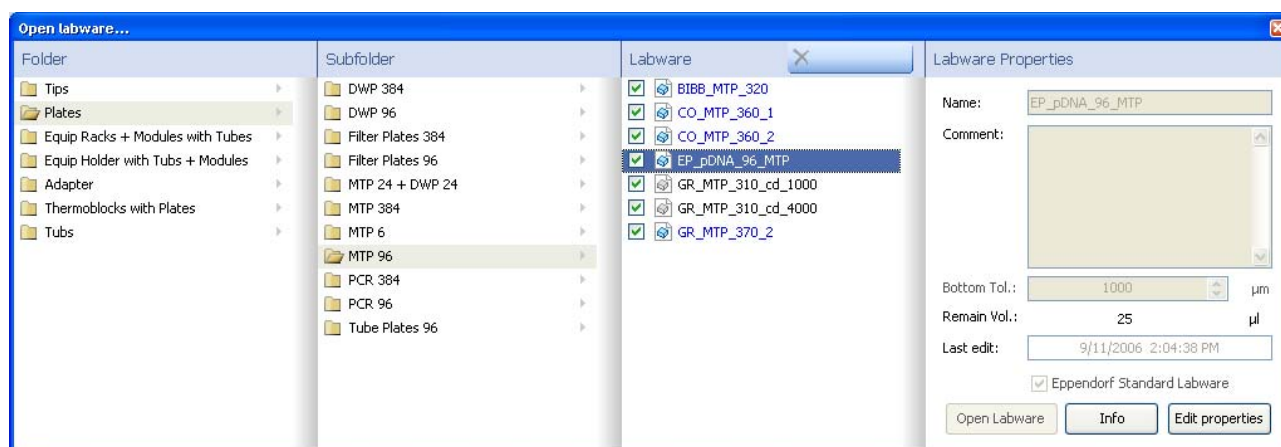 Open labware...
Folder
Tips
Plates
Equip Racks + Modules with Tubes
Equip Holder with Tubs + Modules
Adapter
Thermoblocks with Plates
Tubs
Subfolder
DWP 384
DWP 96
Filter Plates 384
Filter Plates 96
MTP 24 + DWP 24
MTP 384
MTP 6
MTP 96
PCR 384
PCR 96
Tube Plates 96
Labware
BIBB_MTP_320
CO_MTP_360_1
CO_MTP_360_2
EP_pDNA_96_MTP
GR_MTP_310_cd_1000
GR_MTP_310_cd_4000
GR_MTP_370_2
Labware Properties
Name: EP_pDNA_96_MTP
Comment:
Bottom Tol.: 1000 µm
Remain Vol.: 25 µl
Last edit: 9/11/2006 2:04:38 PM
Eppendorf Standard Labware
Open Labware Info Edit properties